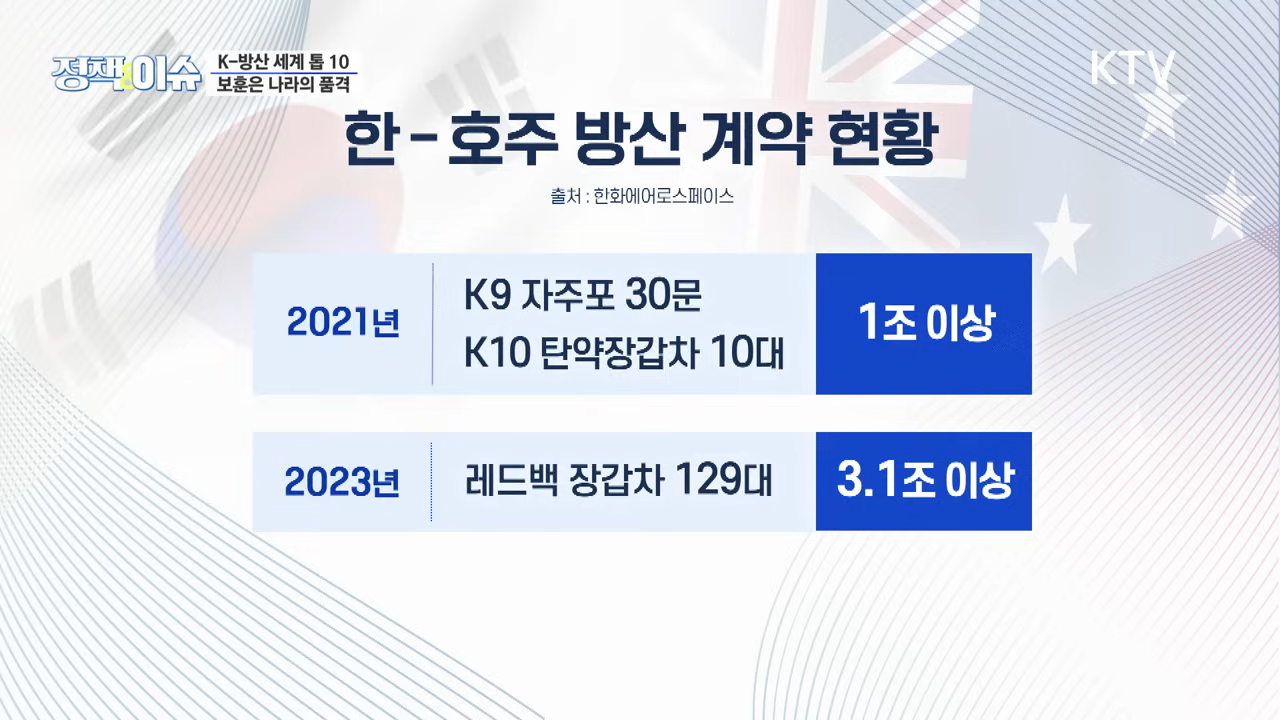 정책&이슈
K-방산 세계 톱 10
보훈은 나라의 품격
KTV
한-호주 방산 계약 현황
출처 : 한화에어로스페이스
2021년
K9 자주포 30문
K10 탄약장갑차 10대
1조 이상
2023년
레드백 장갑차 129대
3.1조 이상